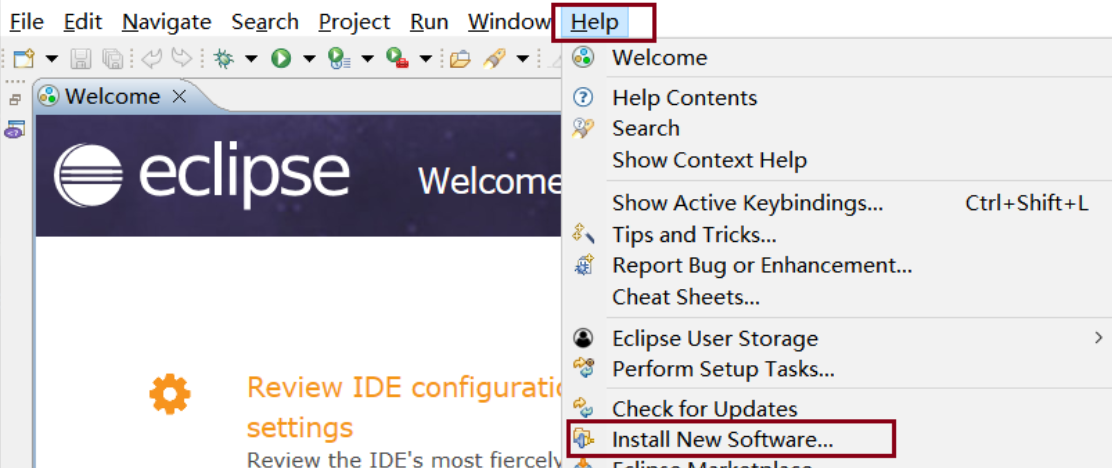 File Edit Navigate Search Project Run Window Help
Welcome
Welcome
Help Contents
Search
Show Context Help
eclipse Welcome
Show Active Keybindings... Ctrl+Shift+L
Tips and Tricks...
Report Bug or Enhancement...
Cheat Sheets...
Eclipse User Storage
Perform Setup Tasks...
Review IDE configuratio
settings
Check for Updates
Install New Software...
Review the IDE's most fiercely
Eclipse Marketplace